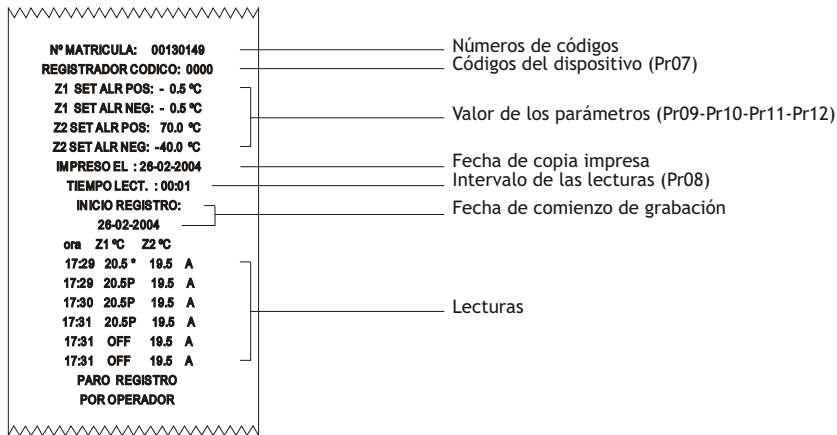 Nº MATRICULA: 00130149
REGISTRADOR CODICO: 0000
Z1 SET ALR POS: - 0.5 ºC
Z1 SET ALR NEG: - 0.5 ºC
Z2 SET ALR POS: 70.0 ºC
Z2 SET ALR NEG: -40.0 ºC
IMPRESO EL : 26-02-2004
TIEMPO LECT. : 00:01
INICIO REGISTRO:
26-02-2004
ora Z1 ºC Z2 ºC
17:29 20.5 * 19.5 A
17:29 20.5P 19.5 A
17:30 20.5P 19.5 A
17:31 20.5P 19.5 A
17:31 OFF 19.5 A
17:31 OFF 19.5 A
PARO REGISTRO
POR OPERADOR
Números de códigos
Códigos del dispositivo (Pr07)
Valor de los parámetros (Pr09-Pr10-Pr11-Pr12)
Fecha de copia impresa
Intervalo de las lecturas (Pr08)
Fecha de comienzo de grabación
Lecturas